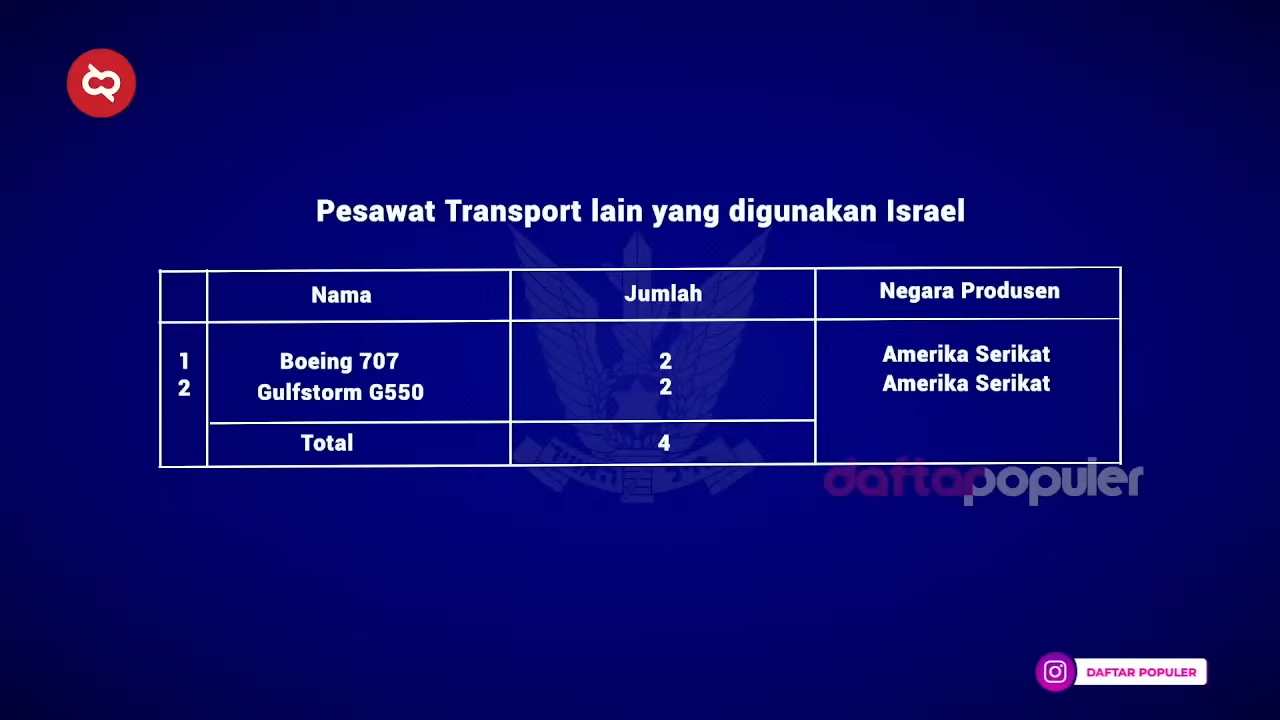 Pesawat Transport lain yang digunakan Israel
Nama Jumlah Negara Produsen
1 Boeing 707 2 Amerika Serikat
2 Gulfstorm G550 2 Amerika Serikat
Total 4
daftarpopuler
DAFTAR POPULER